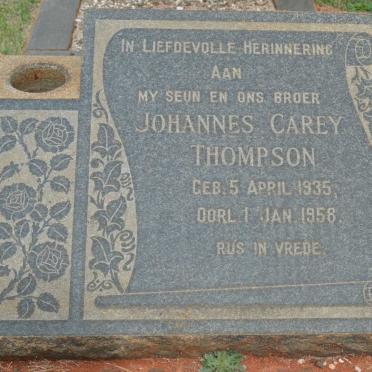 IN LIEFDEVOLLE HERINNERING
AAN
MY SEUN EN ONS BROER
JOHANNES CAREY
THOMPSON
GEB. 5 APRIL 1935.
OORL. 1 JAN. 1958.
RUS IN VREDE.